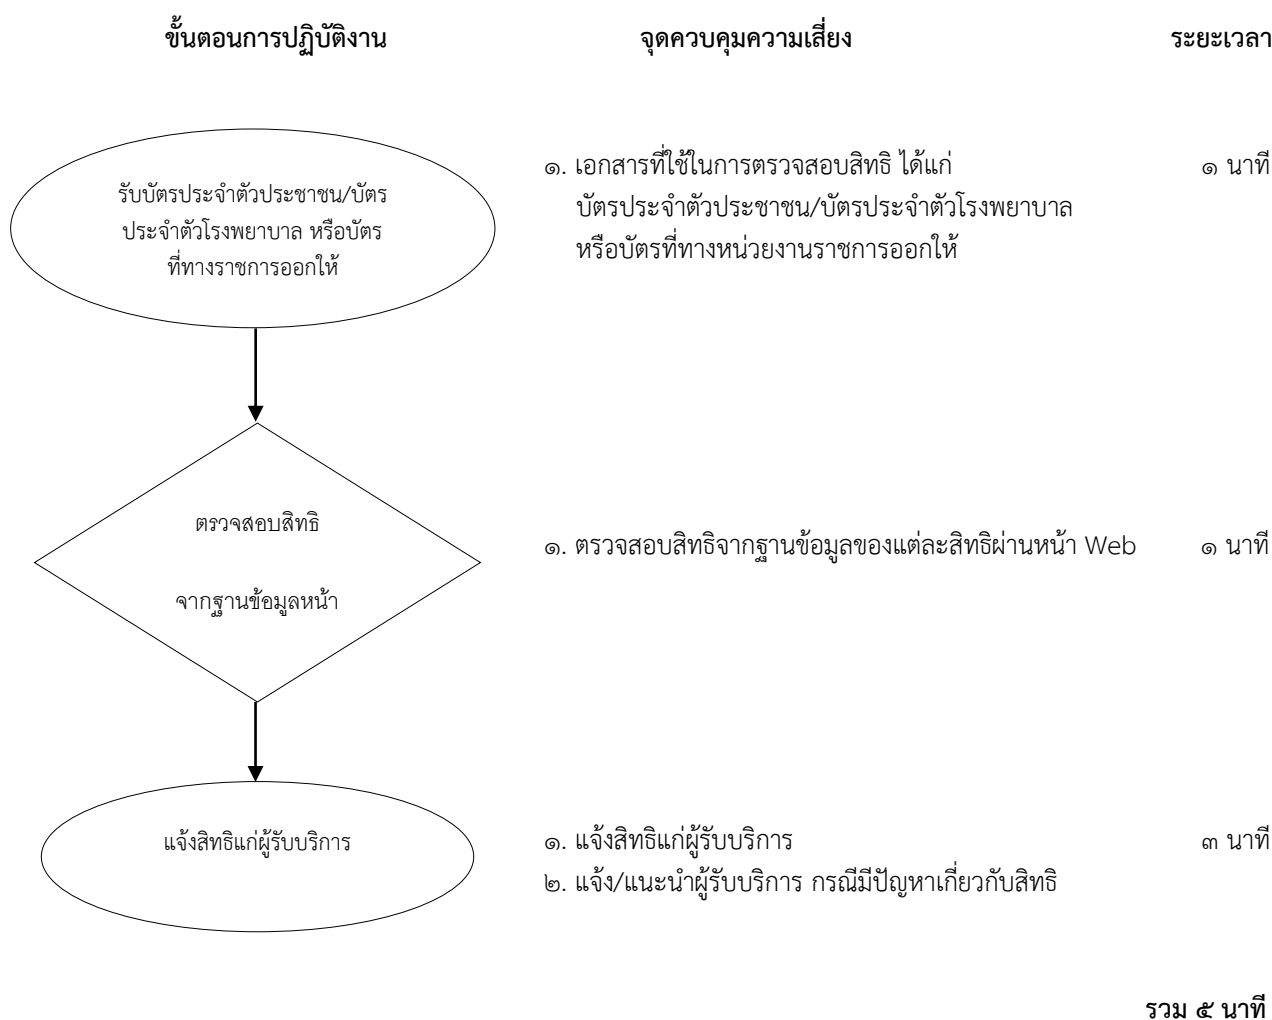 ขั้นตอนการปฏิบัติงาน จุดควบคุมความเสี่ยง ระยะเวลา
รับบัตรประจำตัวประชาชน/บัตร
ประจำตัวโรงพยาบาล หรือบัตร
ที่ทางราชการออกให้
๑. เอกสารที่ใช้ในการตรวจสอบสิทธิ ได้แก่ ๑ นาที
บัตรประจำตัวประชาชน/บัตรประจำตัวโรงพยาบาล
หรือบัตรที่ทางหน่วยงานราชการออกให้
ตรวจสอบสิทธิ
จากฐานข้อมูลหน้า
๑. ตรวจสอบสิทธิจากฐานข้อมูลของแต่ละสิทธิผ่านหน้า Web ๑ นาที
แจ้งสิทธิแก่ผู้รับบริการ
๑. แจ้งสิทธิแก่ผู้รับบริการ ๓ นาที
๒. แจ้ง/แนะนำผู้รับบริการ กรณีมีปัญหาเกี่ยวกับสิทธิ
รวม ๕ นาที